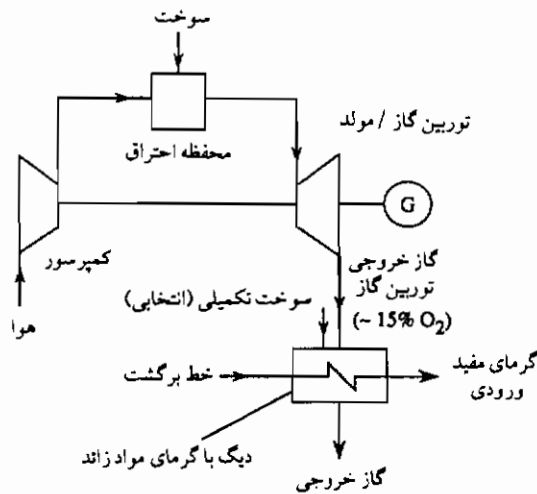 سوخت
توربین گاز / مولد
محفظه احتراق
G
کمپرسور
هوا
گاز خروجی
توربین گاز
(~ 15% O₂)
سوخت تکمیلی (انتخابی)
خط برگشت
گرمای مفید
ورودی
دیگ با گرمای مواد زائد
گاز خروجی